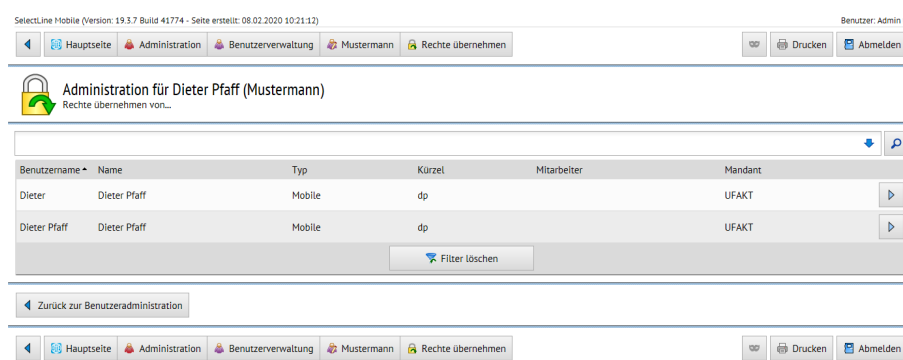 SelectLine Mobile (Version: 19.3.7 Build 41774 - Seite erstellt: 08.02.2020 10:21:12) Benutzer: Admin
Hauptseite Administration Benutzerverwaltung Mustermann Rechte übernehmen Drucken Abmelden
Administration für Dieter Pfaff (Mustermann)
Rechte übernehmen von...
Benutzername Name Typ Kürzel Mitarbeiter Mandant
Dieter Dieter Pfaff Mobile dp UFAKT
Dieter Pfaff Dieter Pfaff Mobile dp UFAKT
Filter löschen
Zurück zur Benutzeradministration
Hauptseite Administration Benutzerverwaltung Mustermann Rechte übernehmen Drucken Abmelden